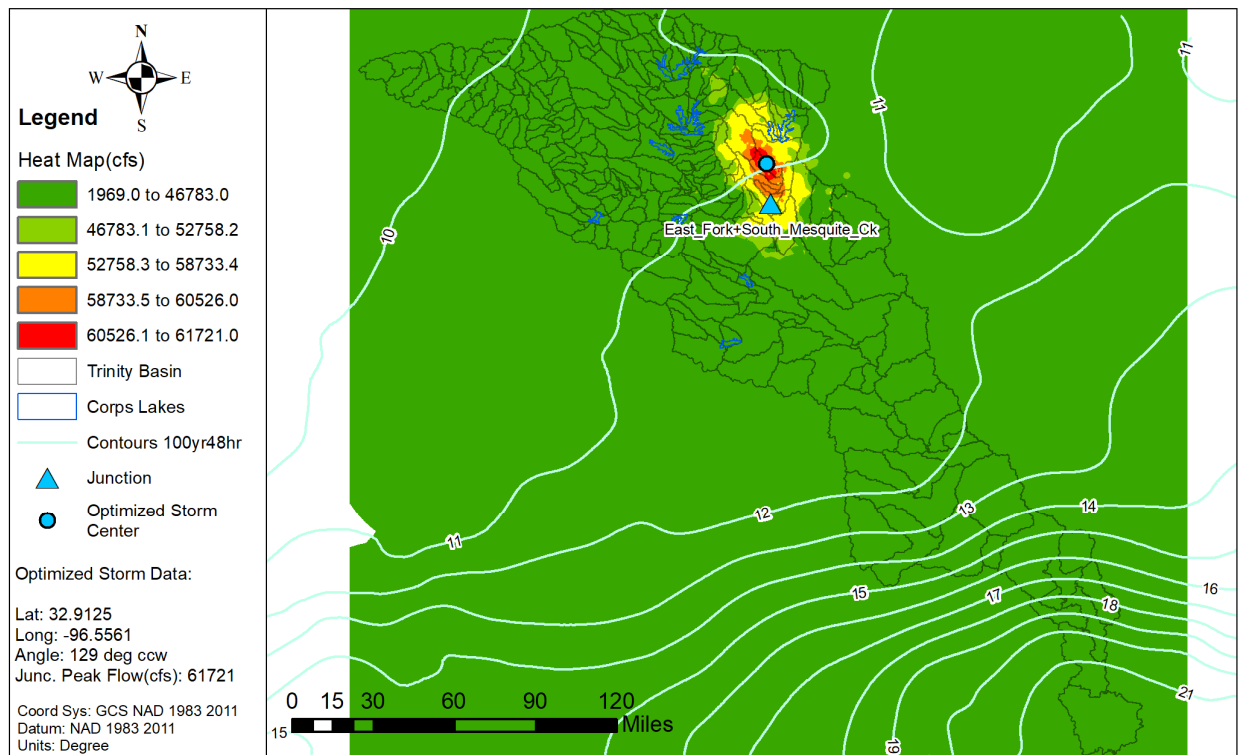 N
W E
S
Legend
Heat Map(cfs)
1969.0 to 46783.0
46783.1 to 52758.2
52758.3 to 58733.4
58733.5 to 60526.0
60526.1 to 61721.0
Trinity Basin
Corps Lakes
Contours 100yr48hr
Junction
Optimized Storm
Center
Optimized Storm Data:
Lat: 32.9125
Long: -96.5561
Angle: 129 deg ccw
Junc. Peak Flow(cfs): 61721
Coord Sys: GCS NAD 1983 2011
Datum: NAD 1983 2011
Units: Degree
11
11
10
East_Fork+South_Mesquite_Ck
11
12
13
14
15
16
17
18
19
21
15
0 15 30 60 90 120
Miles